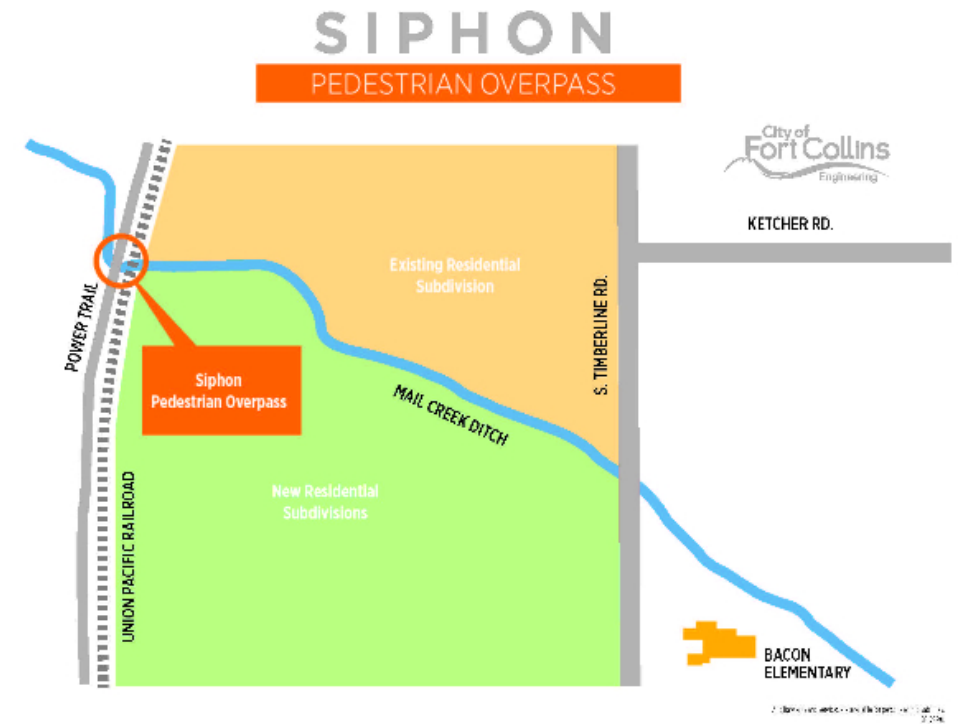 SIPHON
PEDESTRIAN OVERPASS
City of
Fort Collins
Engineering
KETCHER RD.
Existing Residential
Subdivision
S. TIMBERLINE RD.
POWER TRAIL
Siphon
Pedestrian Overpass
MAIL CREEK DITCH
New Residential
Subdivisions
UNION PACIFIC RAILROAD
BACON
ELEMENTARY